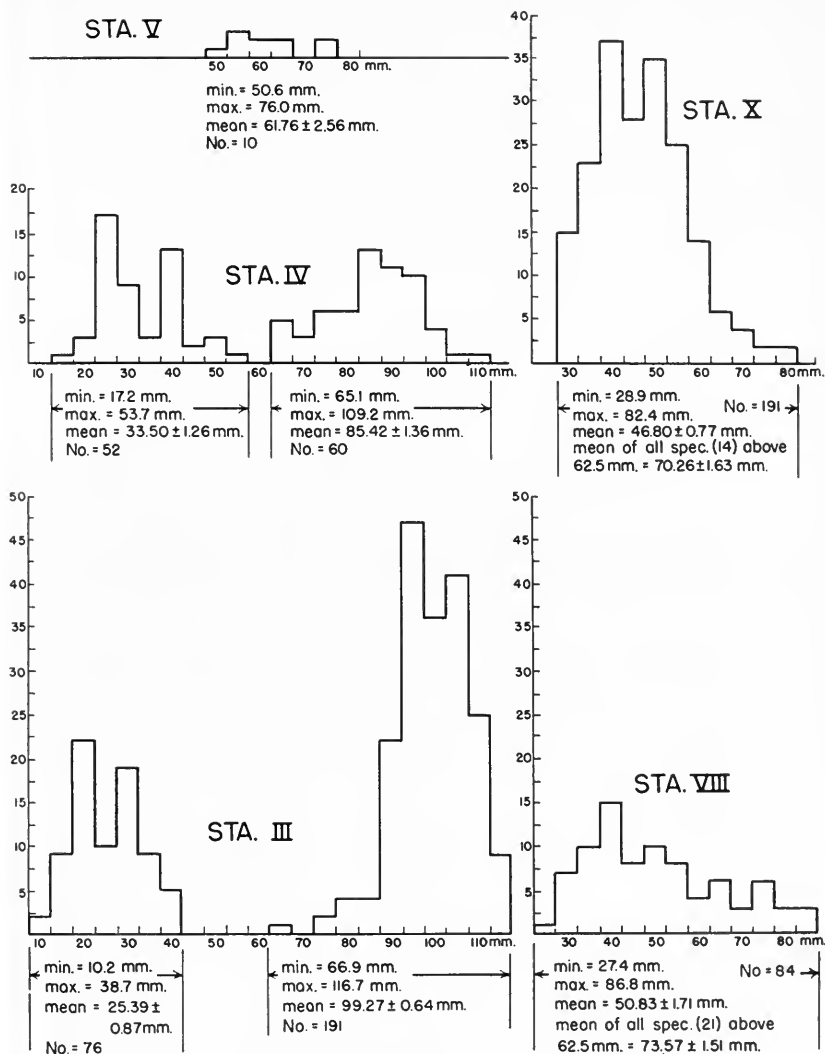 STA. V
50 60 70 80 mm.
min. = 50.6 mm.
max. = 76.0 mm.
mean = 61.76 ± 2.56 mm.
No. = 10
40
35
30
25
20
15
10
5
STA. X
30 40 50 60 70 80 mm.
min. = 28.9 mm.
No. = 191
max. = 82.4 mm.
mean = 46.80 ± 0.77 mm.
mean of all spec. (14) above
62.5 mm. = 70.26±1.63 mm.
20
15
10
5
STA. IV
10 20 30 40 50 60 70 80 90 100 110 mm.
min. = 17.2 mm.
max. = 53.7 mm.
mean = 33.50 ± 1.26 mm.
No. = 52
min. = 65.1 mm.
max. = 109.2 mm.
mean = 85.42 ± 1.36 mm.
No. = 60
50
45
40
35
30
25
20
15
10
5
STA. III
10 20 30 40 50 60 70 80 90 100 110 mm.
min. = 10.2 mm.
max. = 38.7 mm.
mean = 25.39 ±
0.87mm.
No. = 76
min. = 66.9 mm.
max. = 116.7 mm.
mean = 99.27 ± 0.64 mm.
No. = 191
50
45
40
35
30
25
20
15
10
5
STA. VIII
30 40 50 60 70 80 mm.
min. = 27.4 mm.
No = 84
max. = 86.8 mm.
mean = 50.83 ± 1.71 mm.
mean of all spec. (21) above
62.5 mm. = 73.57 ± 1.51 mm.